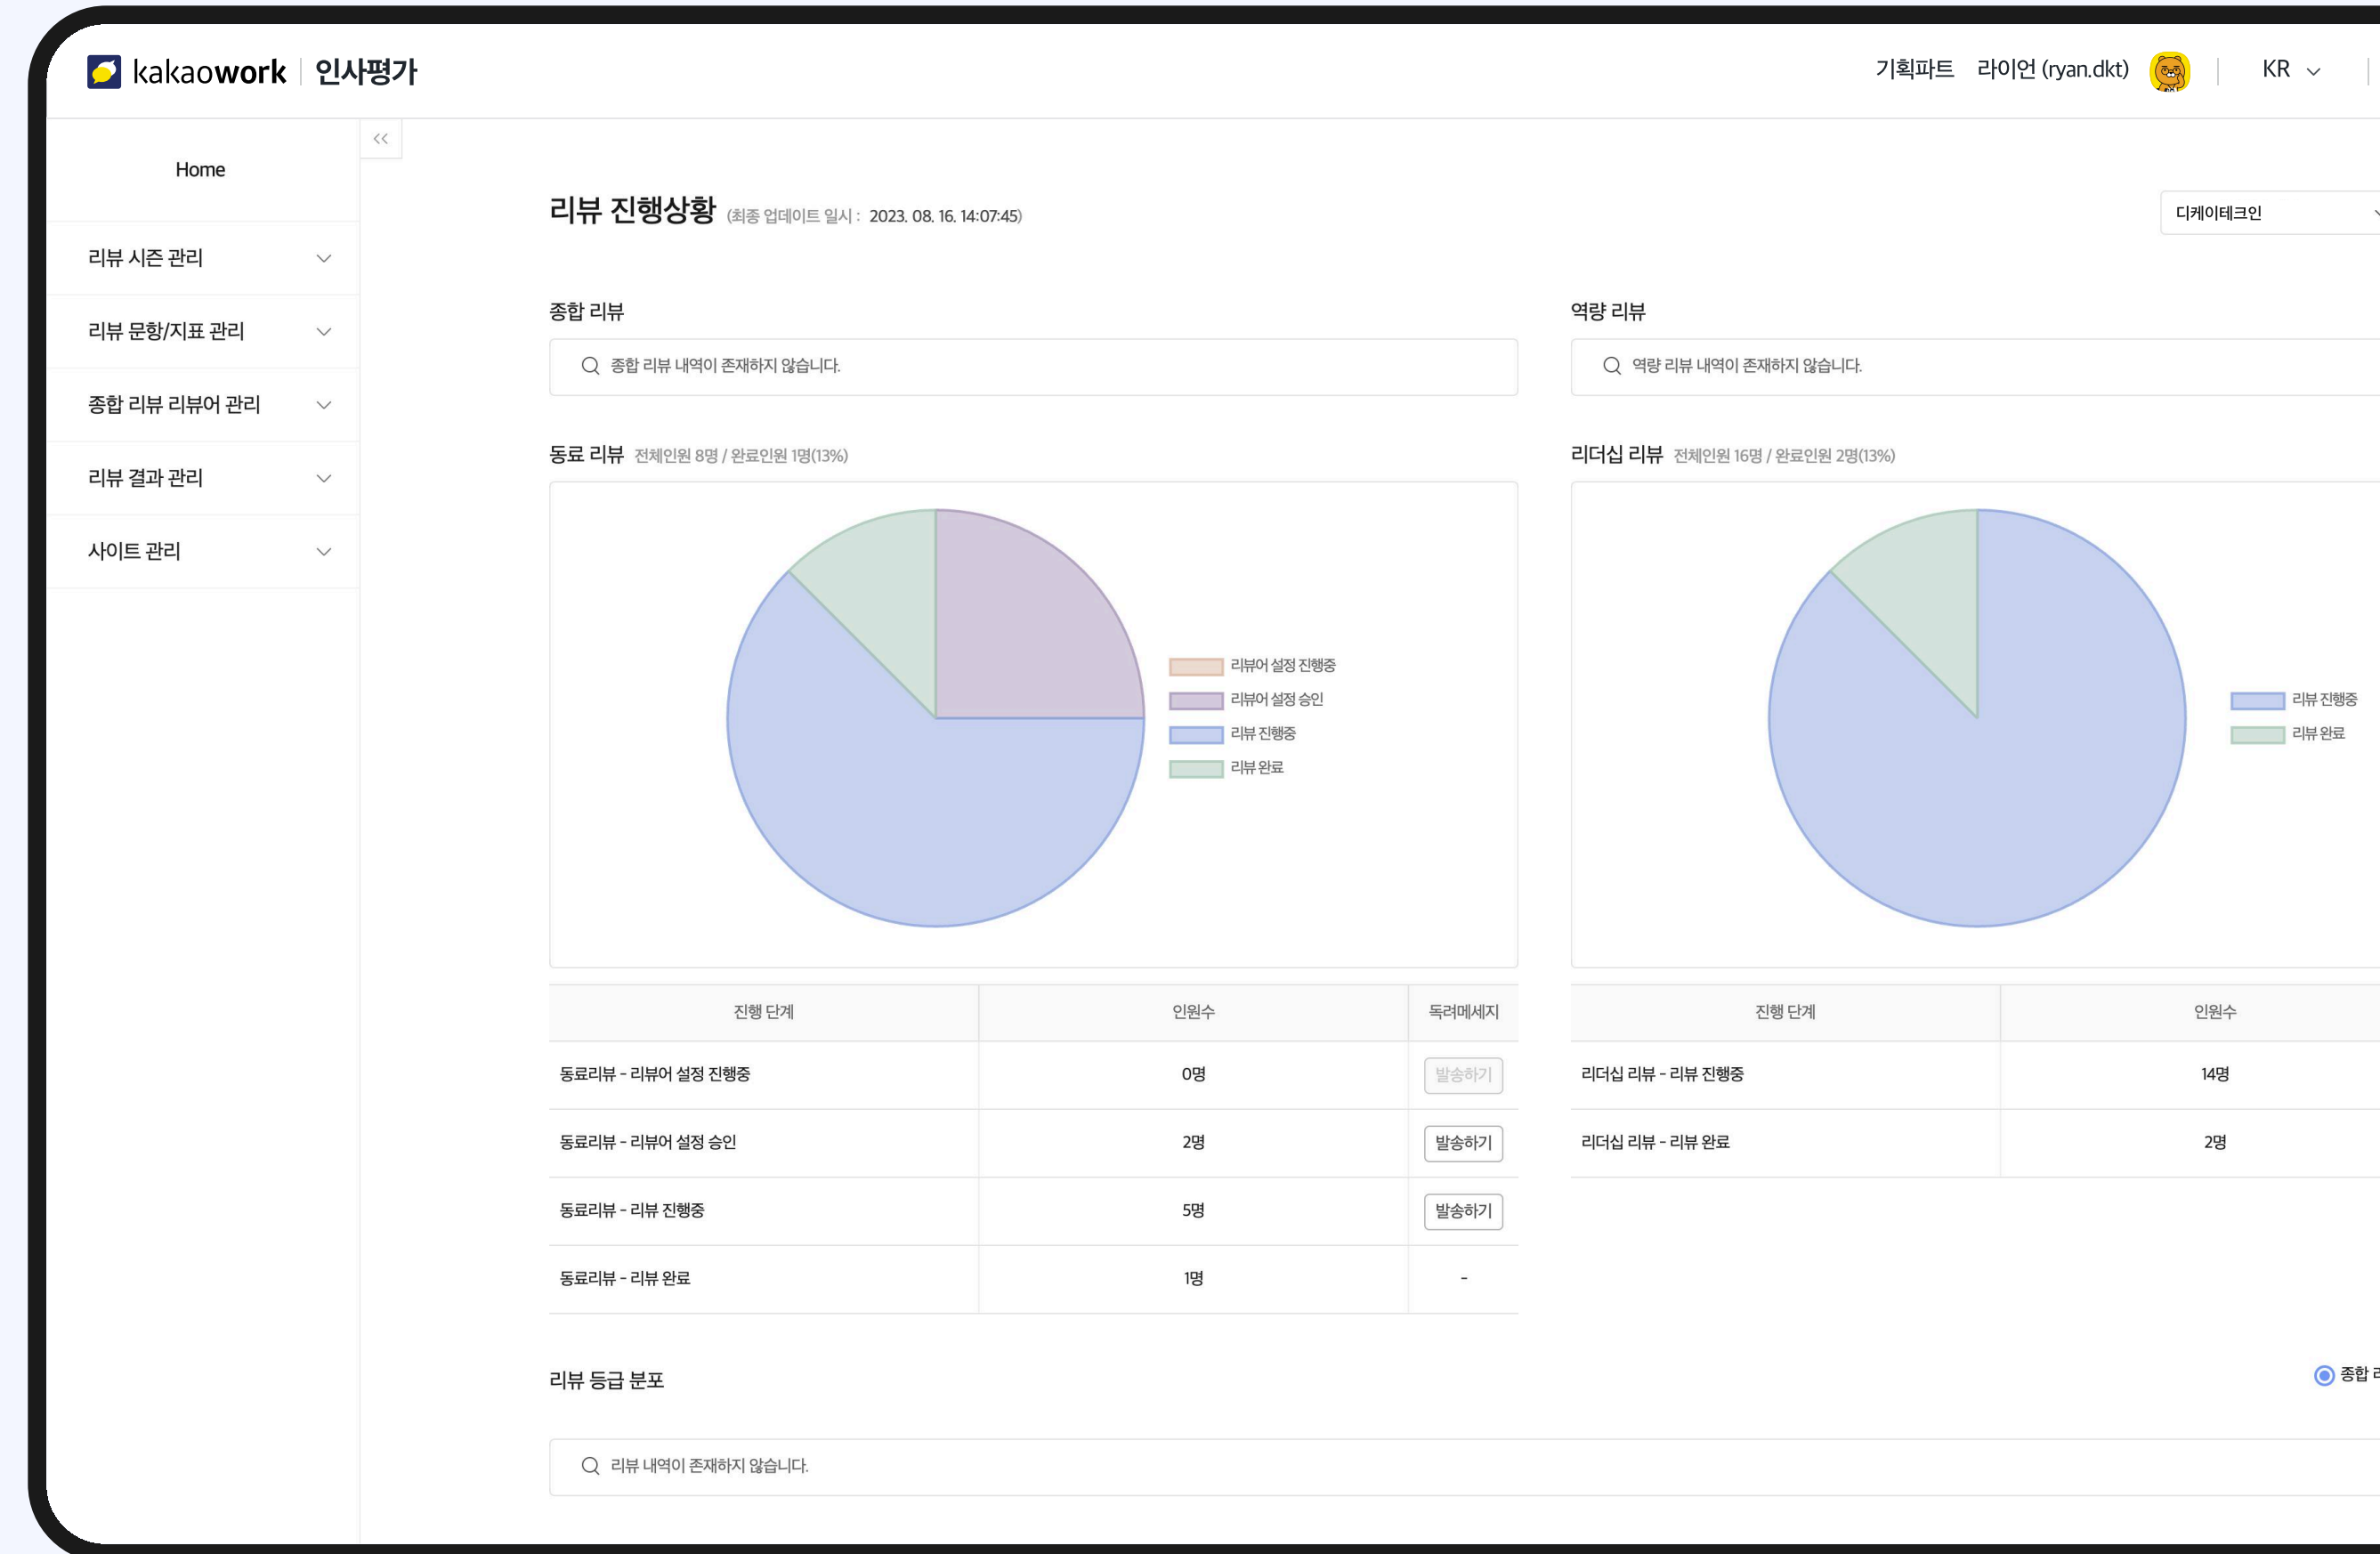 kakaowork 인사평가
기획파트 라이언 (ryan.dkt) KR
Home
리뷰 시즌 관리
리뷰 문항/지표 관리
종합 리뷰 리뷰어 관리
리뷰 결과 관리
사이트 관리
리뷰 진행상황 (최종 업데이트 일시 : 2023. 08. 16. 14:07:45)
디케이테크인
종합 리뷰
종합 리뷰 내역이 존재하지 않습니다.
역량 리뷰
역량 리뷰 내역이 존재하지 않습니다.
동료 리뷰 전체인원 8명 / 완료인원 1명(13%)
리뷰어 설정 진행중
리뷰어 설정 승인
리뷰 진행중
리뷰 완료
리더십 리뷰 전체인원 16명 / 완료인원 2명(13%)
리뷰 진행중
리뷰 완료
진행 단계 인원수 독려메세지
동료리뷰 - 리뷰어 설정 진행중 0명 발송하기
동료리뷰 - 리뷰어 설정 승인 2명 발송하기
동료리뷰 - 리뷰 진행중 5명 발송하기
동료리뷰 - 리뷰 완료 1명 -
진행 단계 인원수
리더십 리뷰 - 리뷰 진행중 14명
리더십 리뷰 - 리뷰 완료 2명
리뷰 등급 분포
종합
리뷰 내역이 존재하지 않습니다.